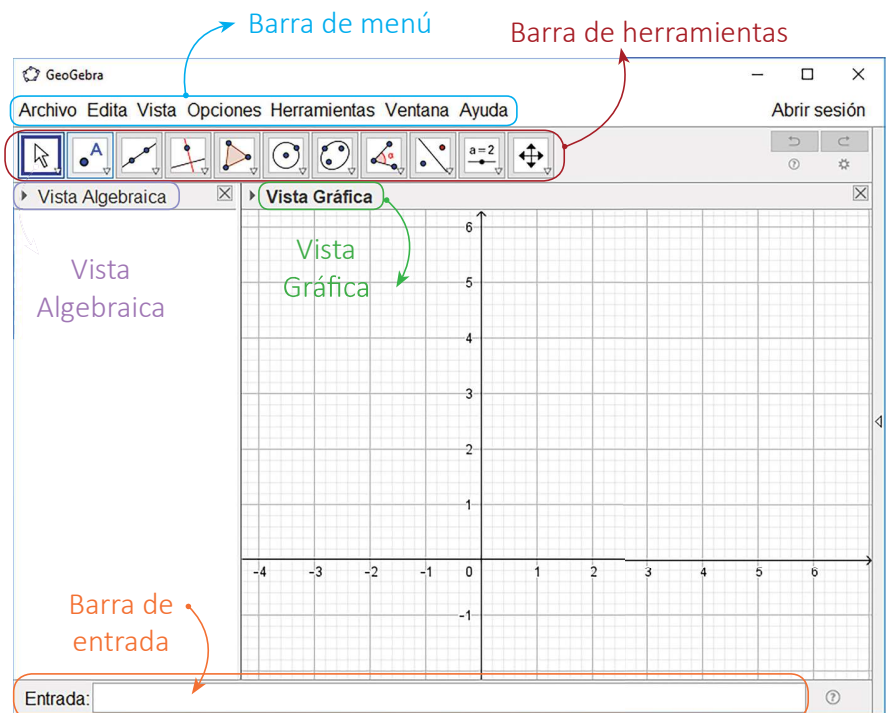 Barra de menú
Barra de herramientas
GeoGebra
Archivo Edita Vista Opciones Herramientas Ventana Ayuda
Abrir sesión
A
α
a=2
Vista Algebraica
Vista Gráfica
Vista
Gráfica
Vista
Algebraica
6
5
4
3
2
1
-4 -3 -2 -1 0 1 2 3 4 5 6
-1
Barra de
entrada
Entrada: